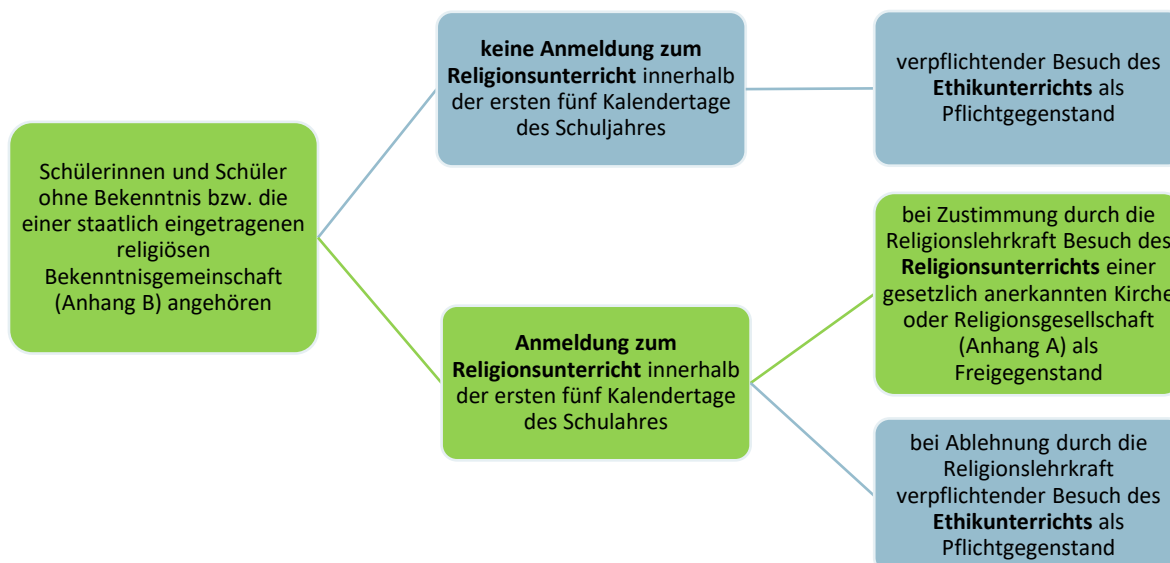 Schülerinnen und Schüler
ohne Bekenntnis bzw. die
einer staatlich eingetragenen
religiösen
Bekenntnisgemeinschaft
(Anhang B) angehören
keine Anmeldung zum
Religionsunterricht innerhalb
der ersten fünf Kalendertage
des Schuljahres
verpflichtender Besuch des
Ethikunterrichts als
Pflichtgegenstand
Anmeldung zum
Religionsunterricht innerhalb
der ersten fünf Kalendertage
des Schulahres
bei Zustimmung durch die
Religionslehrkraft Besuch des
Religionsunterrichts einer
gesetzlich anerkannten Kirche
oder Religionsgesellschaft
(Anhang A) als
Freigegenstand
bei Ablehnung durch die
Religionslehrkraft
verpflichtender Besuch des
Ethikunterrichts als
Pflichtgegenstand